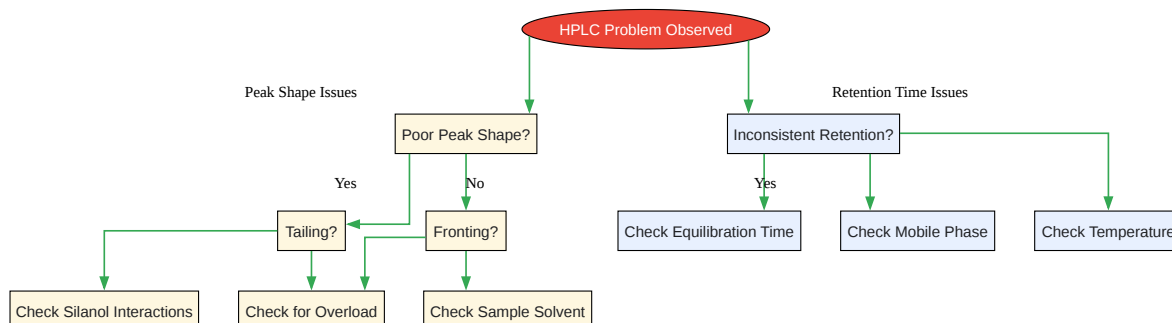 HPLC Problem Observed
Peak Shape Issues
Retention Time Issues
Poor Peak Shape?
Inconsistent Retention?
Yes
No
Yes
Tailing?
Fronting?
Check Equilibration Time
Check Mobile Phase
Check Temperature
Check Silanol Interactions
Check for Overload
Check Sample Solvent